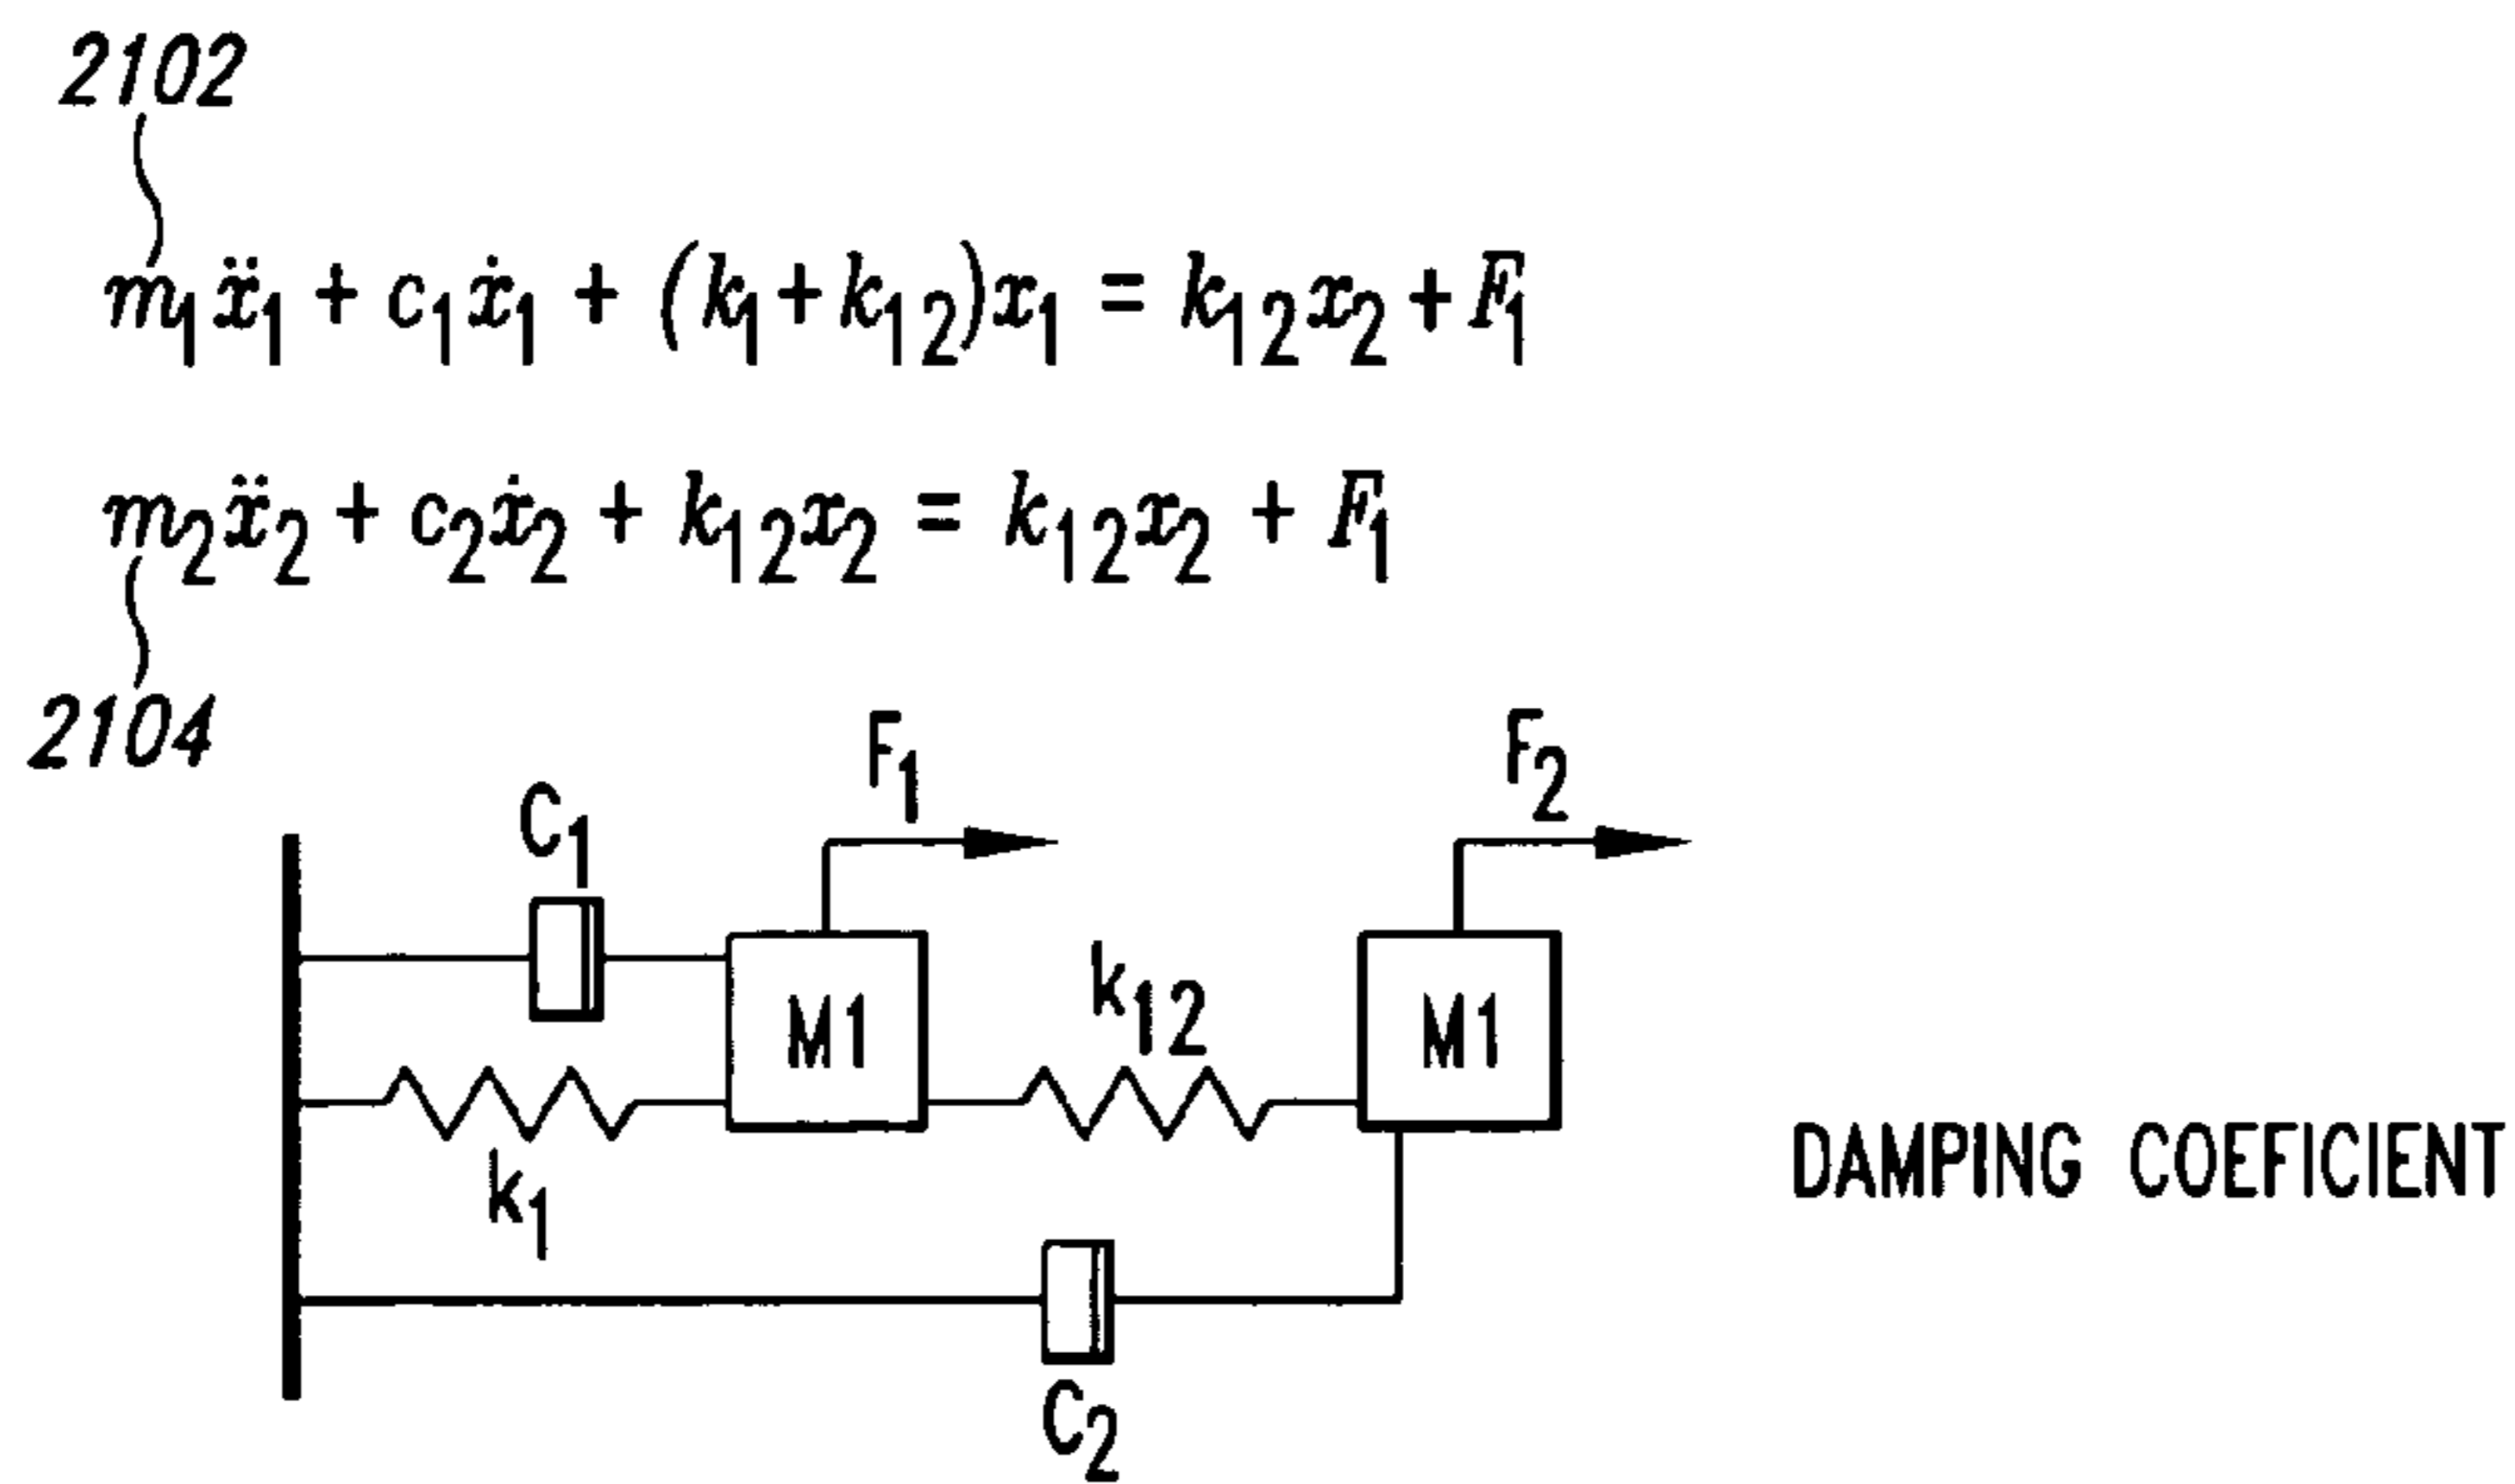 2102
m₁ẍ₁ + c₁ẋ₁ + (k₁+k₁₂)x₁ = k₁₂x₂+F₁
m₂ẍ₂ + c₂ẋ₂ + k₁₂x₂ = k₁₂x₂ + F₁
2104
F₁
F₂
C₁
M1
k₁₂
M1
k₁
DAMPING COEFICIENT
C₂